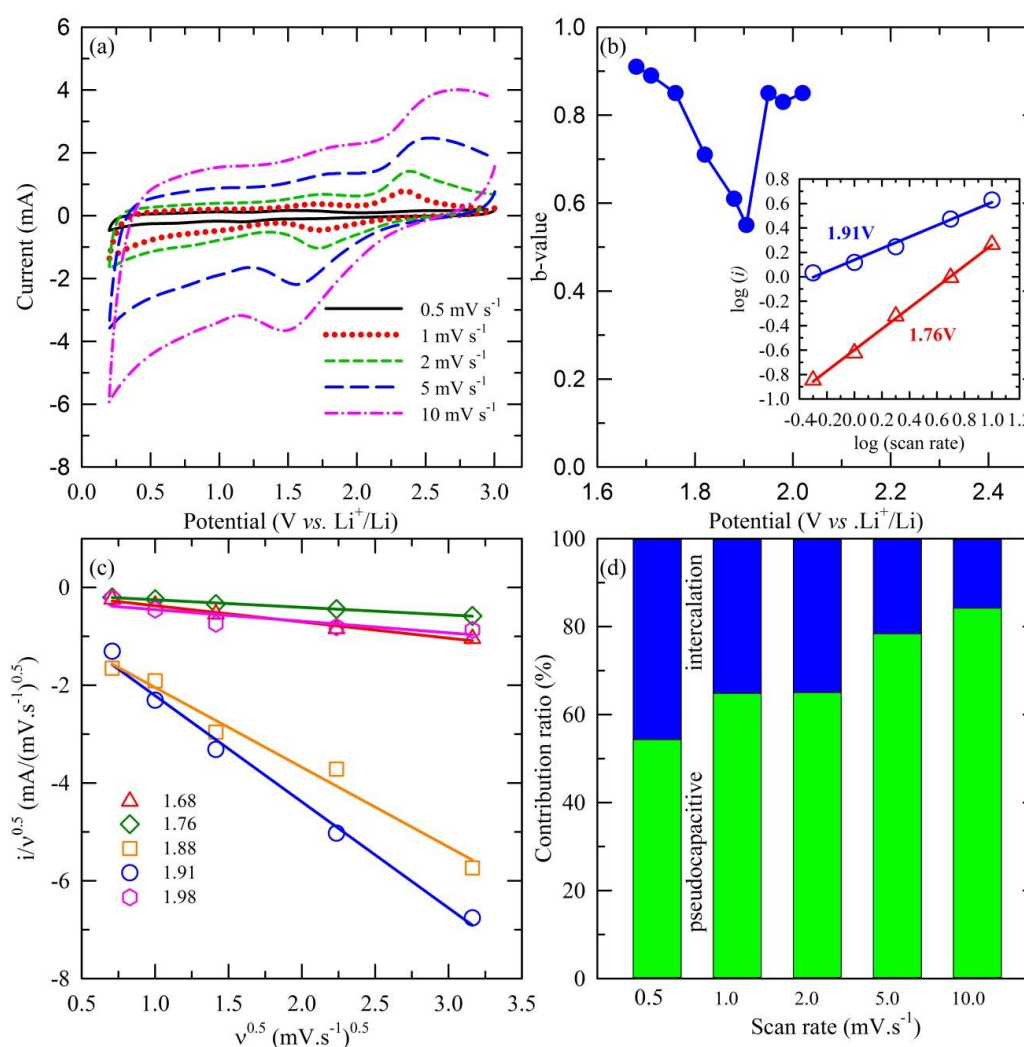 (a)
6
4
2
0
-2
-4
-6
-8
Current (mA)
0.5 mV s⁻¹
1 mV s⁻¹
2 mV s⁻¹
5 mV s⁻¹
10 mV s⁻¹
0.0 0.5 1.0 1.5 2.0 2.5 3.0
Potential (V vs. Li⁺/Li)
(b)
1.0
0.8
0.6
0.4
0.2
0.0
b-value
0.8
0.6
0.4
0.2
0.0
-0.2
-0.4
-0.6
-0.8
-1.0
log (i)
1.91V
1.76V
-0.4 -0.2 0.0 0.2 0.4 0.6 0.8 1.0 1.2
log (scan rate)
1.6 1.8 2.0 2.2 2.4
Potential (V vs .Li⁺/Li)
(c)
0
-2
-4
-6
-8
i/ν⁰·⁵ (mA/(mV.s⁻¹)⁰·⁵
1.68
1.76
1.88
1.91
1.98
0.5 1.0 1.5 2.0 2.5 3.0 3.5
ν⁰·⁵ (mV.s⁻¹)⁰·⁵
(d)
100
80
60
40
20
0
Contribution ratio (%)
intercalation
pseudocapacitive
0.5 1.0 2.0 5.0 10.0
Scan rate (mV.s⁻¹)